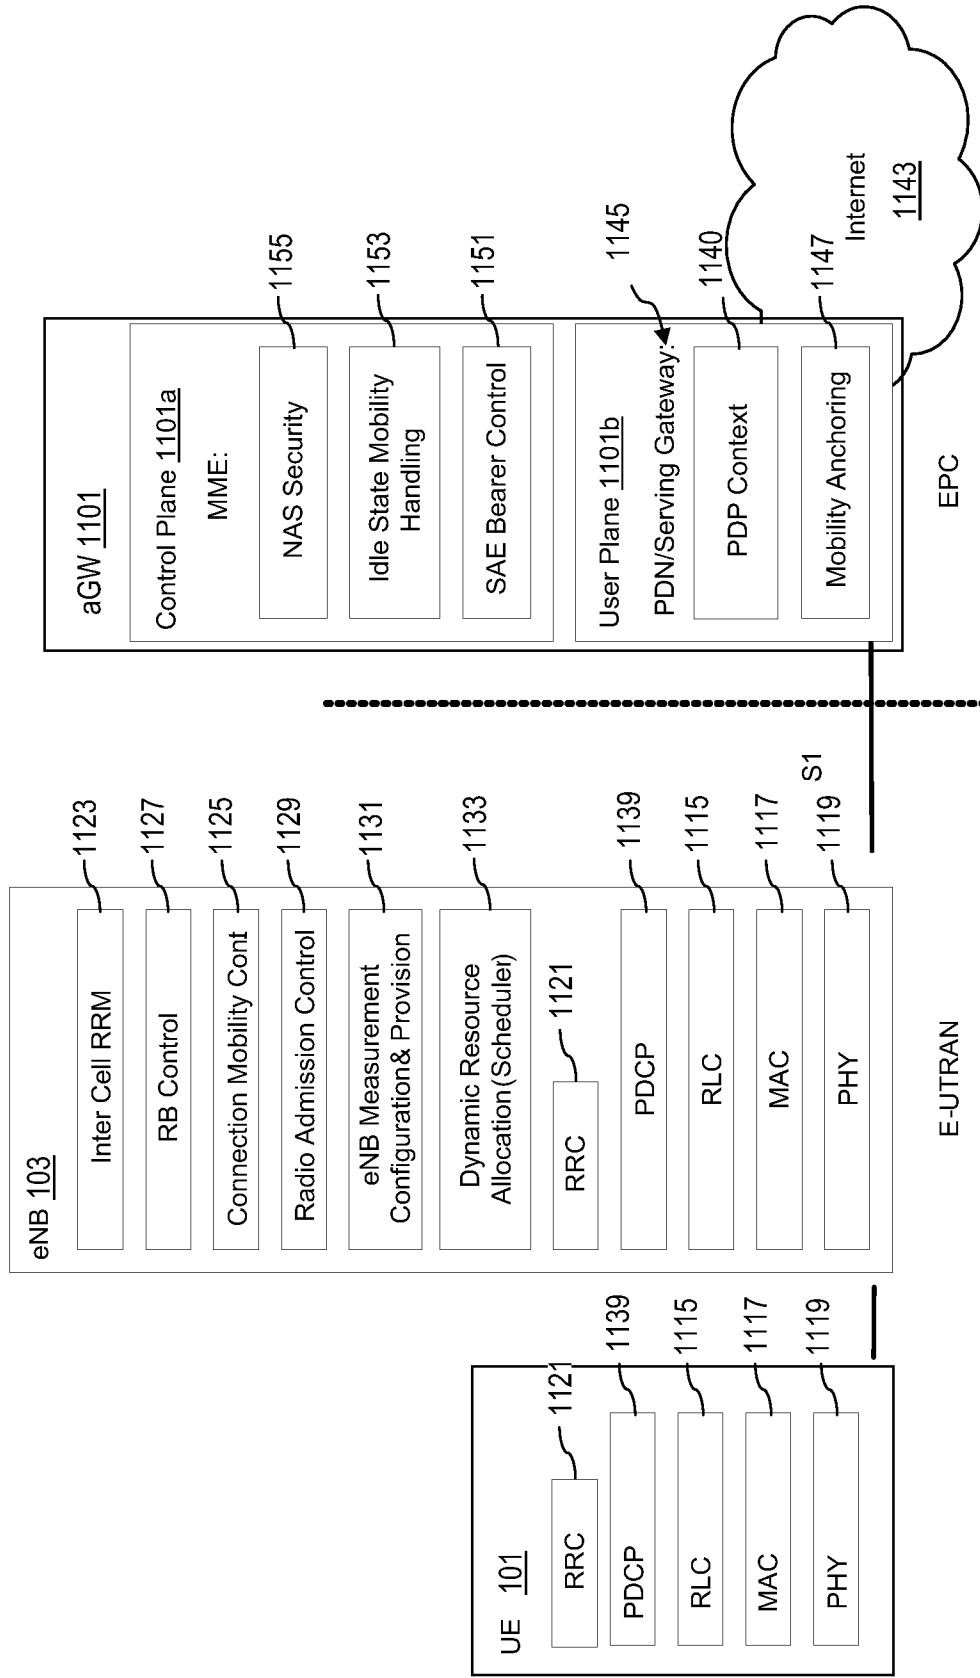 UE 101
RRC
1121
PDCP
1139
RLC
1115
MAC
1117
PHY
1119
eNB 103
Inter Cell RRM
1123
RB Control
1127
Connection Mobility Cont
1125
Radio Admission Control
1129
eNB Measurement
Configuration& Provision
1131
Dynamic Resource
Allocation(Scheduler)
1133
RRC
1121
PDCP
1139
RLC
1115
MAC
1117
PHY
1119
S1
E-UTRAN
aGW 1101
Control Plane 1101a
MME:
NAS Security
1155
Idle State Mobility
Handling
1153
SAE Bearer Control
1151
User Plane 1101b
PDN/Serving Gateway:
1145
PDP Context
1140
Mobility Anchoring
1147
EPC
Internet
1143